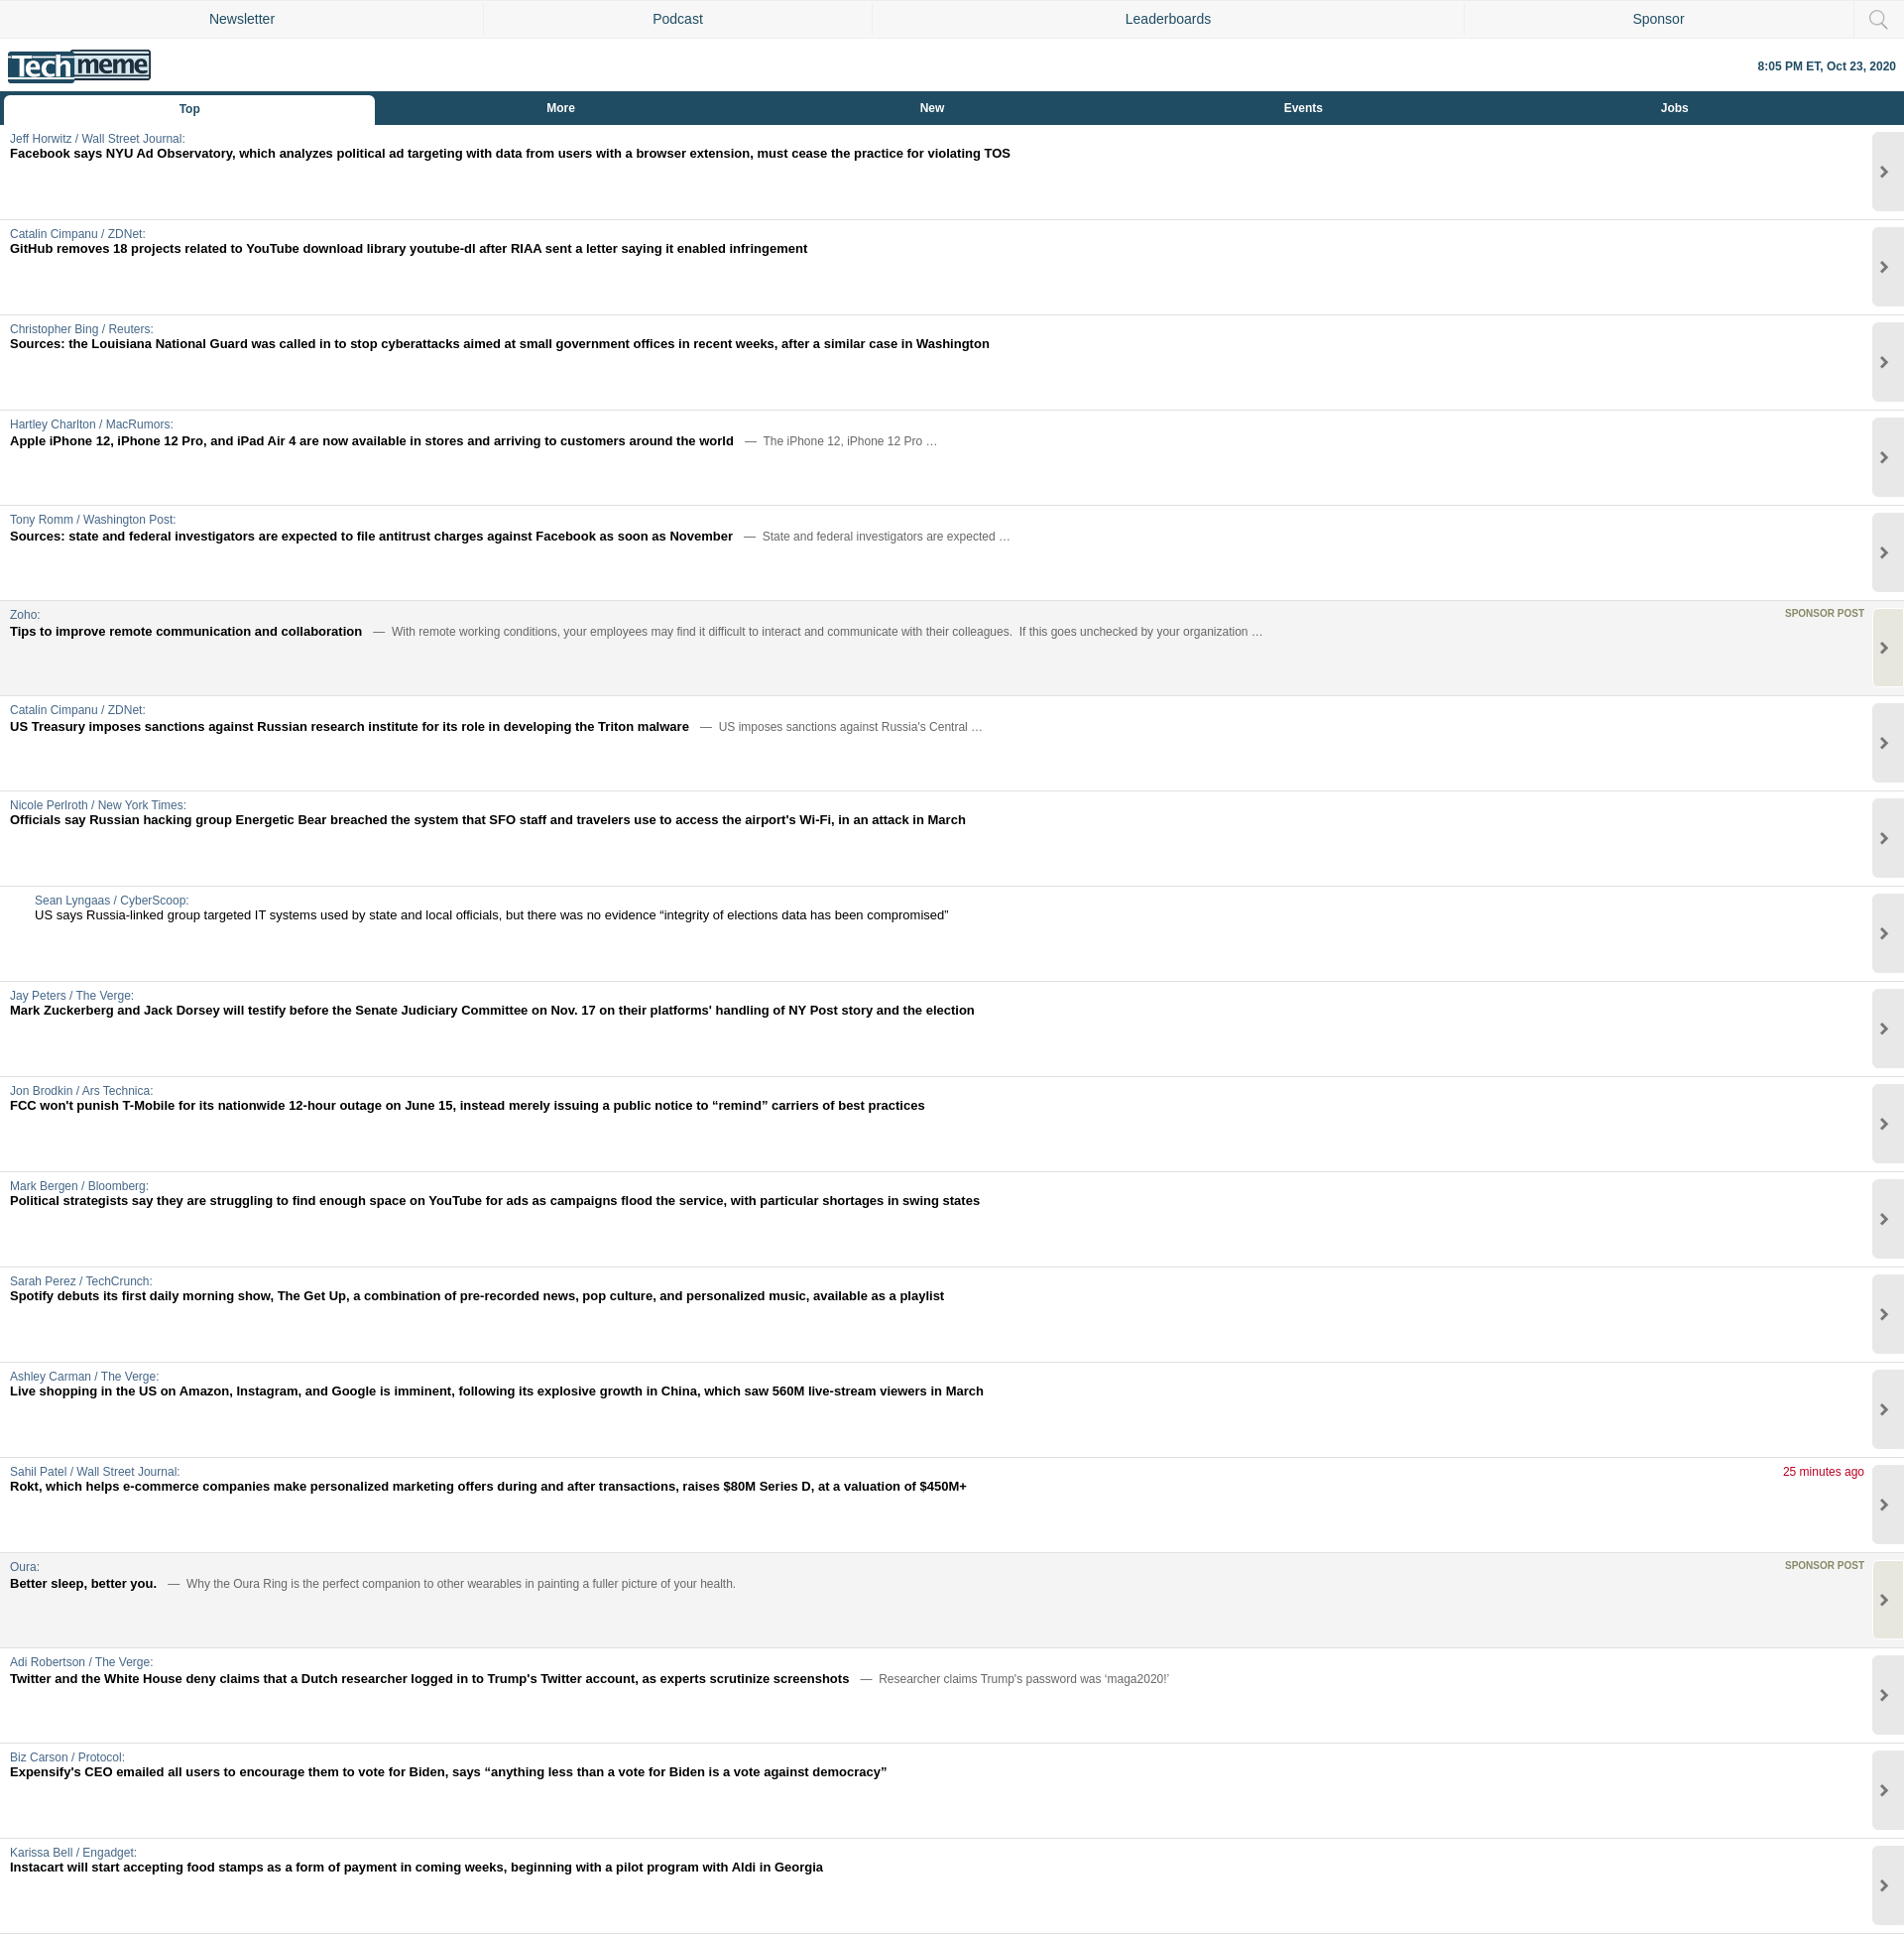 Newsletter Podcast Leaderboards Sponsor
Techmeme 8:05 PM ET, Oct 23, 2020
Top More New Events Jobs
Jeff Horwitz / Wall Street Journal:
Facebook says NYU Ad Observatory, which analyzes political ad targeting with data from users with a browser extension, must cease the practice for violating TOS
Catalin Cimpanu / ZDNet:
GitHub removes 18 projects related to YouTube download library youtube-dl after RIAA sent a letter saying it enabled infringement
Christopher Bing / Reuters:
Sources: the Louisiana National Guard was called in to stop cyberattacks aimed at small government offices in recent weeks, after a similar case in Washington
Hartley Charlton / MacRumors:
Apple iPhone 12, iPhone 12 Pro, and iPad Air 4 are now available in stores and arriving to customers around the world — The iPhone 12, iPhone 12 Pro …
Tony Romm / Washington Post:
Sources: state and federal investigators are expected to file antitrust charges against Facebook as soon as November — State and federal investigators are expected …
Zoho: SPONSOR POST
Tips to improve remote communication and collaboration — With remote working conditions, your employees may find it difficult to interact and communicate with their colleagues. If this goes unchecked by your organization …
Catalin Cimpanu / ZDNet:
US Treasury imposes sanctions against Russian research institute for its role in developing the Triton malware — US imposes sanctions against Russia's Central …
Nicole Perlroth / New York Times:
Officials say Russian hacking group Energetic Bear breached the system that SFO staff and travelers use to access the airport's Wi-Fi, in an attack in March
Sean Lyngaas / CyberScoop:
US says Russia-linked group targeted IT systems used by state and local officials, but there was no evidence “integrity of elections data has been compromised”
Jay Peters / The Verge:
Mark Zuckerberg and Jack Dorsey will testify before the Senate Judiciary Committee on Nov. 17 on their platforms' handling of NY Post story and the election
Jon Brodkin / Ars Technica:
FCC won't punish T-Mobile for its nationwide 12-hour outage on June 15, instead merely issuing a public notice to “remind” carriers of best practices
Mark Bergen / Bloomberg:
Political strategists say they are struggling to find enough space on YouTube for ads as campaigns flood the service, with particular shortages in swing states
Sarah Perez / TechCrunch:
Spotify debuts its first daily morning show, The Get Up, a combination of pre-recorded news, pop culture, and personalized music, available as a playlist
Ashley Carman / The Verge:
Live shopping in the US on Amazon, Instagram, and Google is imminent, following its explosive growth in China, which saw 560M live-stream viewers in March
Sahil Patel / Wall Street Journal: 25 minutes ago
Rokt, which helps e-commerce companies make personalized marketing offers during and after transactions, raises $80M Series D, at a valuation of $450M+
Oura: SPONSOR POST
Better sleep, better you. — Why the Oura Ring is the perfect companion to other wearables in painting a fuller picture of your health.
Adi Robertson / The Verge:
Twitter and the White House deny claims that a Dutch researcher logged in to Trump's Twitter account, as experts scrutinize screenshots — Researcher claims Trump's password was ‘maga2020!’
Biz Carson / Protocol:
Expensify's CEO emailed all users to encourage them to vote for Biden, says “anything less than a vote for Biden is a vote against democracy”
Karissa Bell / Engadget:
Instacart will start accepting food stamps as a form of payment in coming weeks, beginning with a pilot program with Aldi in Georgia